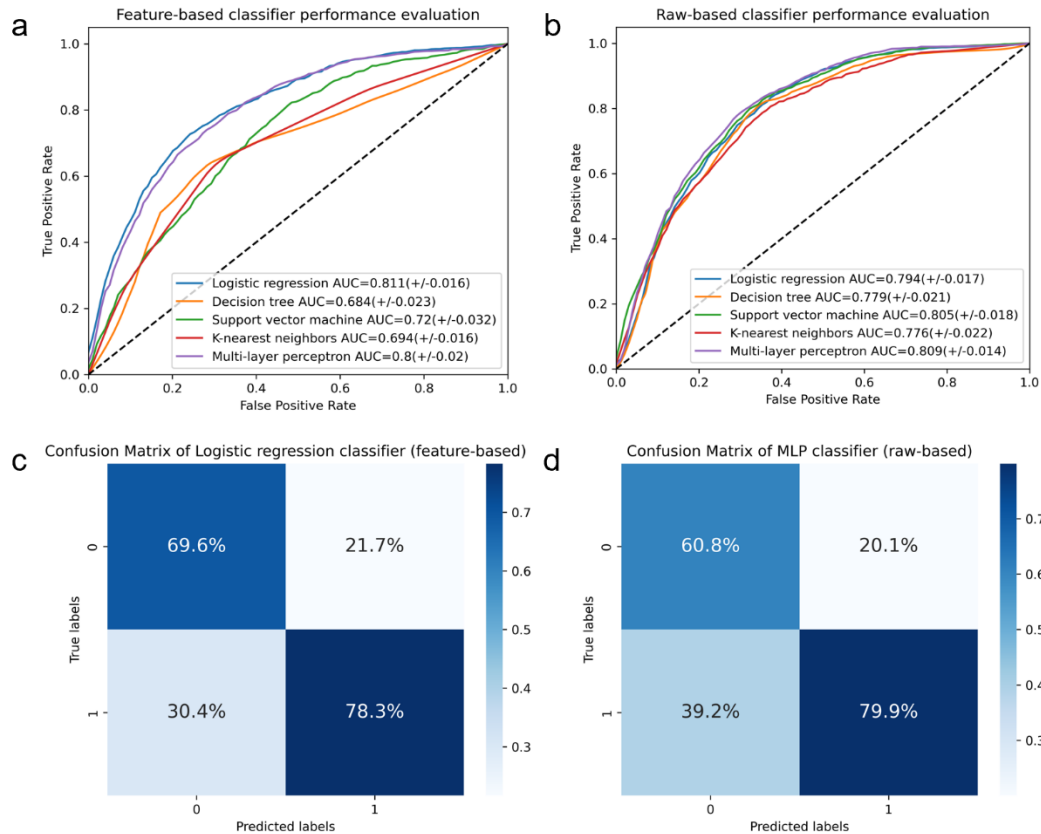 a
Feature-based classifier performance evaluation
True Positive Rate
1.0
0.8
0.6
0.4
0.2
0.0
Logistic regression AUC=0.811(+/-0.016)
Decision tree AUC=0.684(+/-0.023)
Support vector machine AUC=0.72(+/-0.032)
K-nearest neighbors AUC=0.694(+/-0.016)
Multi-layer perceptron AUC=0.8(+/-0.02)
0.0 0.2 0.4 0.6 0.8 1.0
False Positive Rate
b
Raw-based classifier performance evaluation
True Positive Rate
1.0
0.8
0.6
0.4
0.2
0.0
Logistic regression AUC=0.794(+/-0.017)
Decision tree AUC=0.779(+/-0.021)
Support vector machine AUC=0.805(+/-0.018)
K-nearest neighbors AUC=0.776(+/-0.022)
Multi-layer perceptron AUC=0.809(+/-0.014)
0.0 0.2 0.4 0.6 0.8 1.0
False Positive Rate
c
Confusion Matrix of Logistic regression classifier (feature-based)
True labels
0
69.6% 21.7%
1
30.4% 78.3%
0 1
Predicted labels
0.7
0.6
0.5
0.4
0.3
d
Confusion Matrix of MLP classifier (raw-based)
True labels
0
60.8% 20.1%
1
39.2% 79.9%
0 1
Predicted labels
0.7
0.6
0.5
0.4
0.3